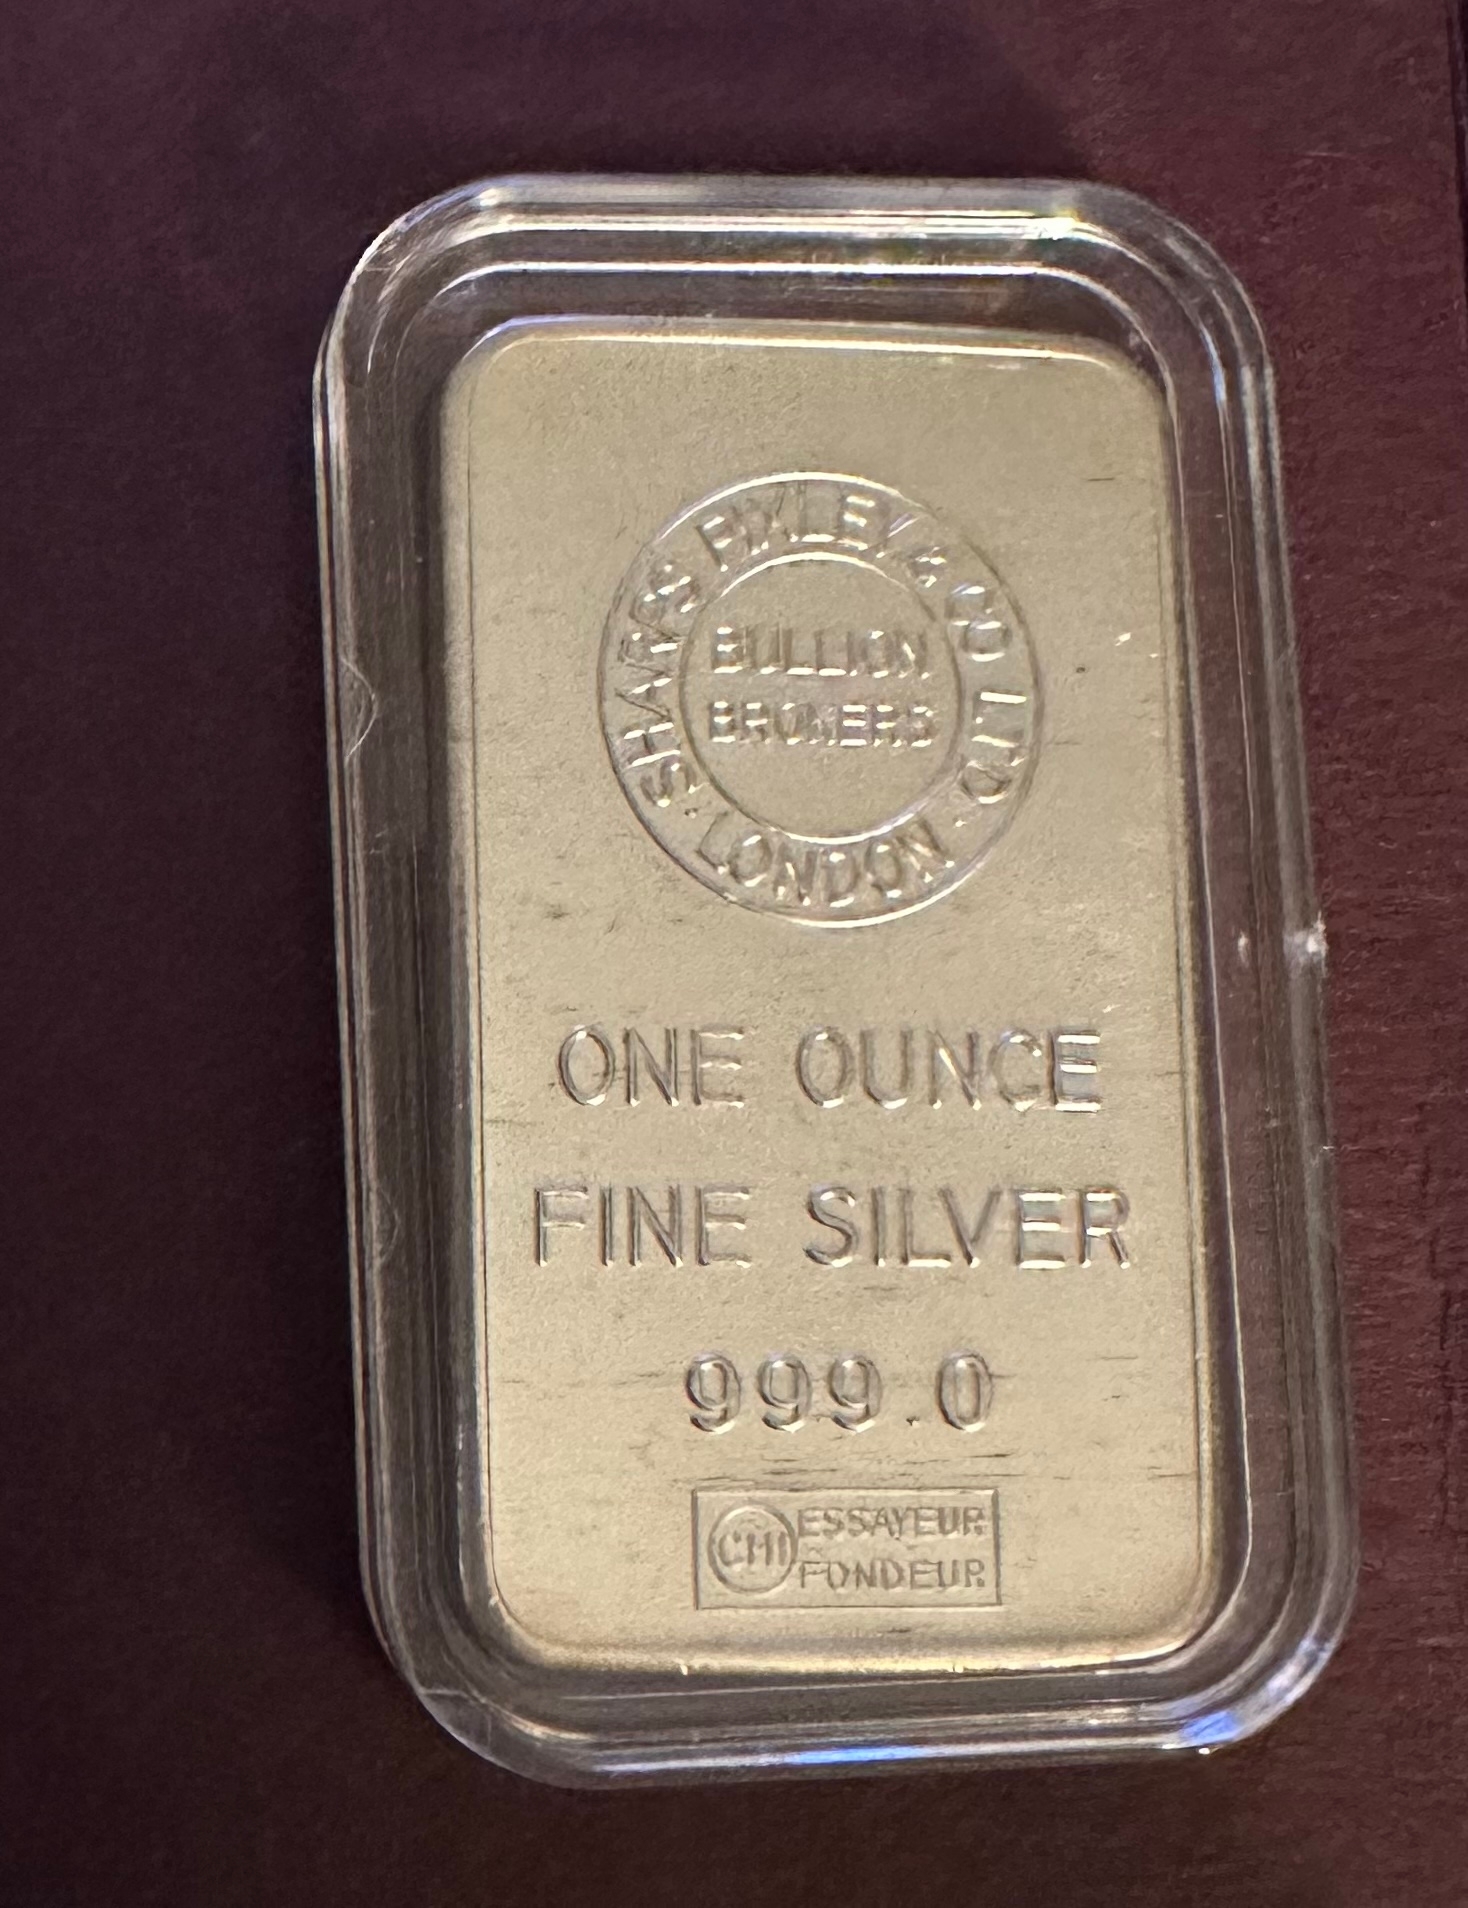 SHARPS PIXLEY & CO LTD · LONDON ·
BULLION
BROKERS
ONE OUNCE
FINE SILVER
999.0
CHI ESSAYEUR
FONDEUR